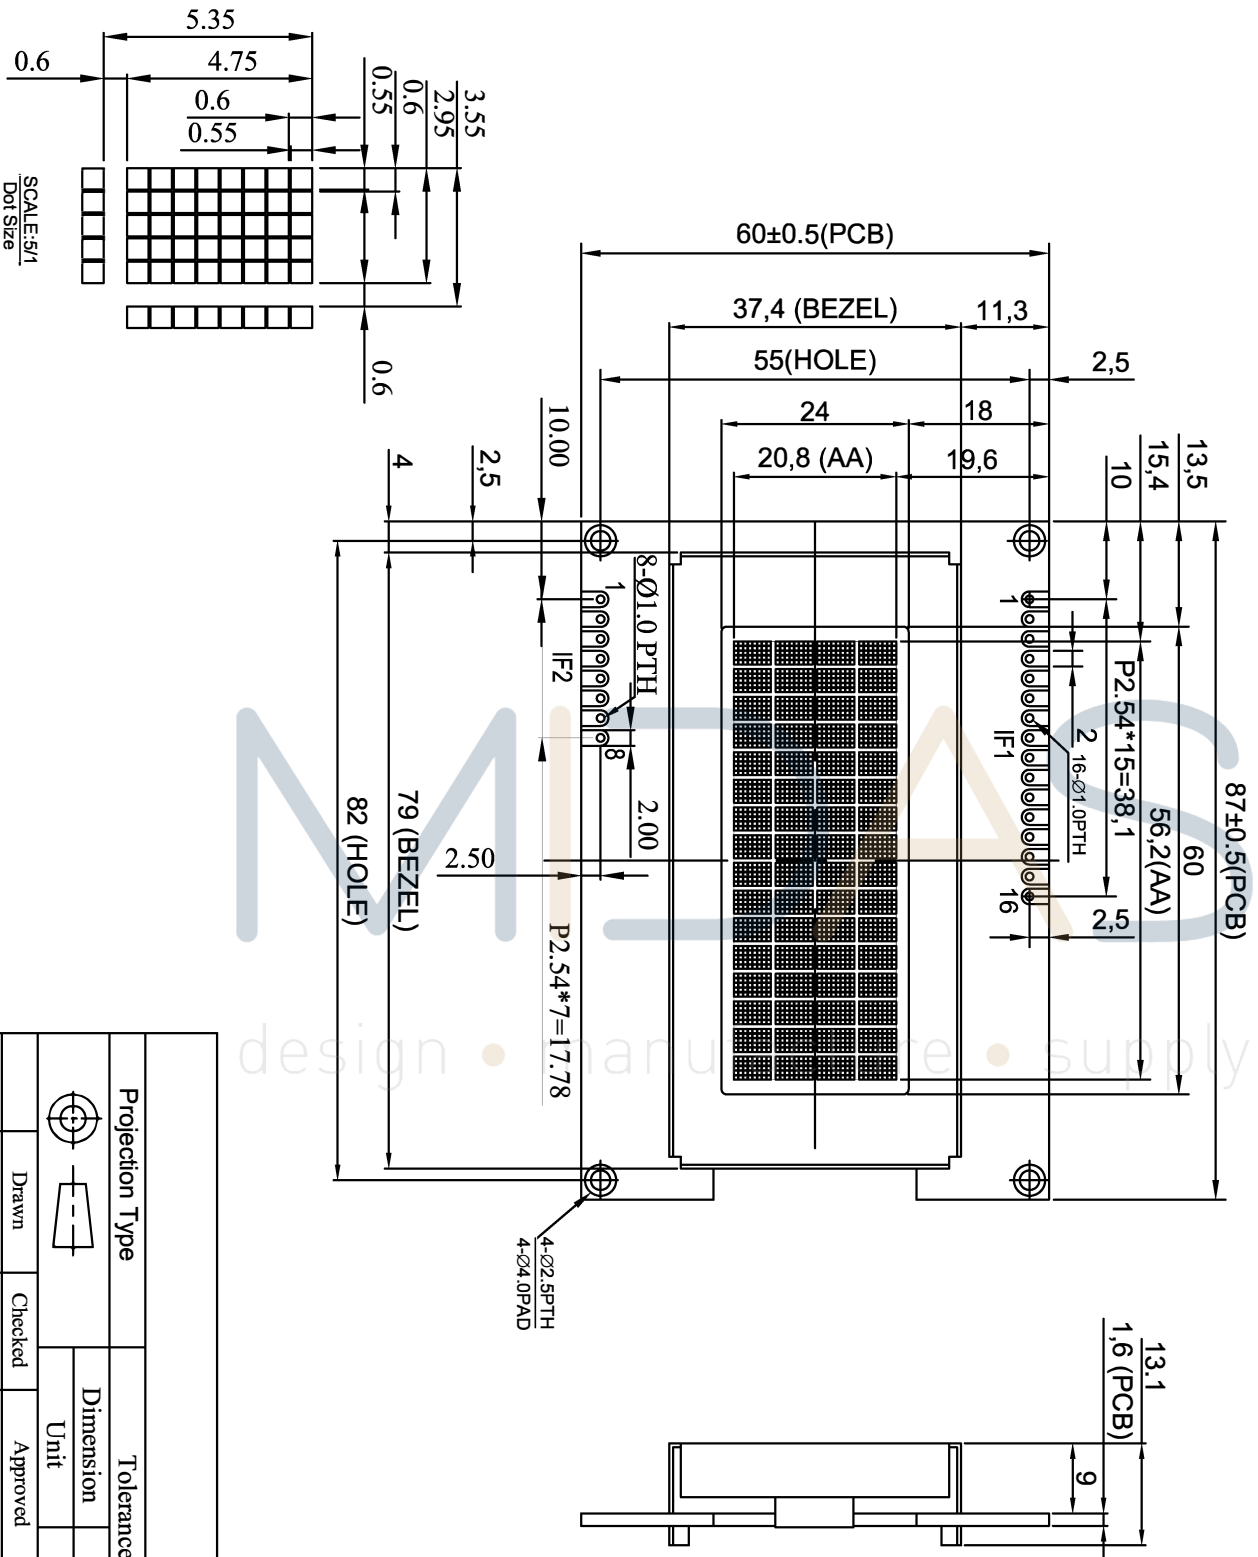 5.35
4.75
0.6
0.6
0.55
0.55
0.6
2.95
3.55
0.6
SCALE:5/1
Dot Size
60±0.5(PCB)
37,4 (BEZEL)
11,3
55(HOLE)
2,5
24
18
20,8 (AA)
19,6
13,5
15,4
10
10.00
2,5
4
87±0.5(PCB)
60
56,2(AA)
P2.54*15=38,1
2
16-Ø1.0PTH
2,5
1
IF1
16
1
8-Ø1.0 PTH
IF2
8
2.00
2.50
P2.54*7=17.78
79 (BEZEL)
82 (HOLE)
4-Ø2.5PTH
4-Ø4.0PAD
MIDAS
design • manufacture • supply
13.1
1,6 (PCB)
9
Projection Type
Tolerance
Dimension
Unit
Drawn
Checked
Approved